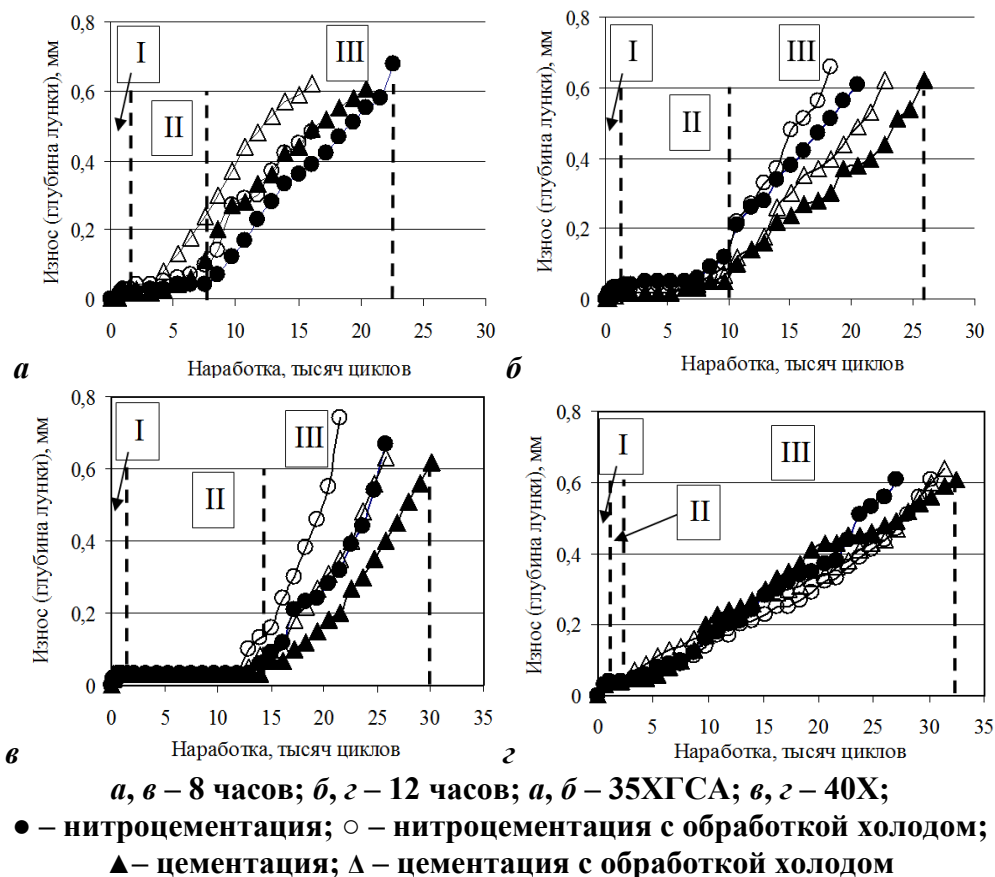 Износ (глубина лунки), мм
0,8
0,6
0,4
0,2
0
I
II
III
0 5 10 15 20 25 30
Наработка, тысяч циклов
а
Износ (глубина лунки), мм
0,8
0,6
0,4
0,2
0
I
II
III
0 5 10 15 20 25 30
Наработка, тысяч циклов
б
Износ (глубина лунки), мм
0,8
0,6
0,4
0,2
0
I
II
III
0 5 10 15 20 25 30 35
Наработка, тысяч циклов
в
Износ (глубина лунки), мм
0,8
0,6
0,4
0,2
0
I
II
III
0 5 10 15 20 25 30 35
Наработка, тысяч циклов
г
а, в – 8 часов; б, г – 12 часов; а, б – 35ХГСА; в, г – 40Х;
● – нитроцементация; ○ – нитроцементация с обработкой холодом;
▲– цементация; Δ – цементация с обработкой холодом